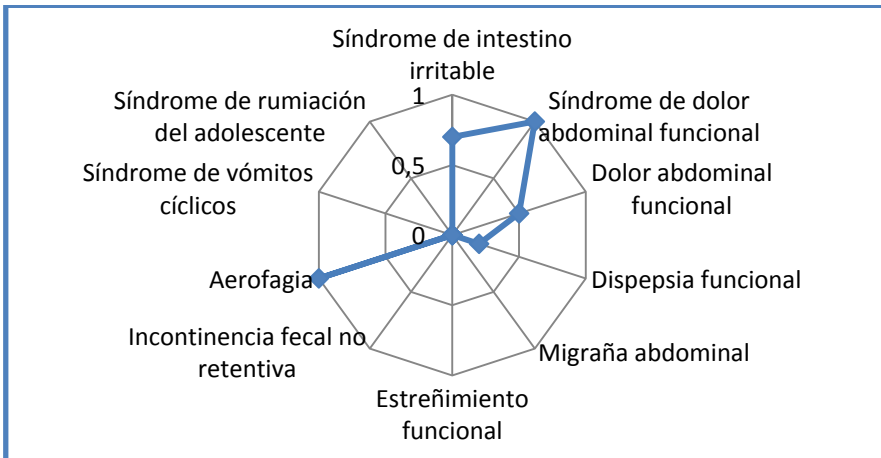 Síndrome de intestino
irritable
Síndrome de dolor
abdominal funcional
Dolor abdominal
funcional
Dispepsia funcional
Migraña abdominal
Estreñimiento
funcional
Incontinencia fecal no
retentiva
Aerofagia
Síndrome de vómitos
cíclicos
Síndrome de rumiación
del adolescente
1
0,5
0